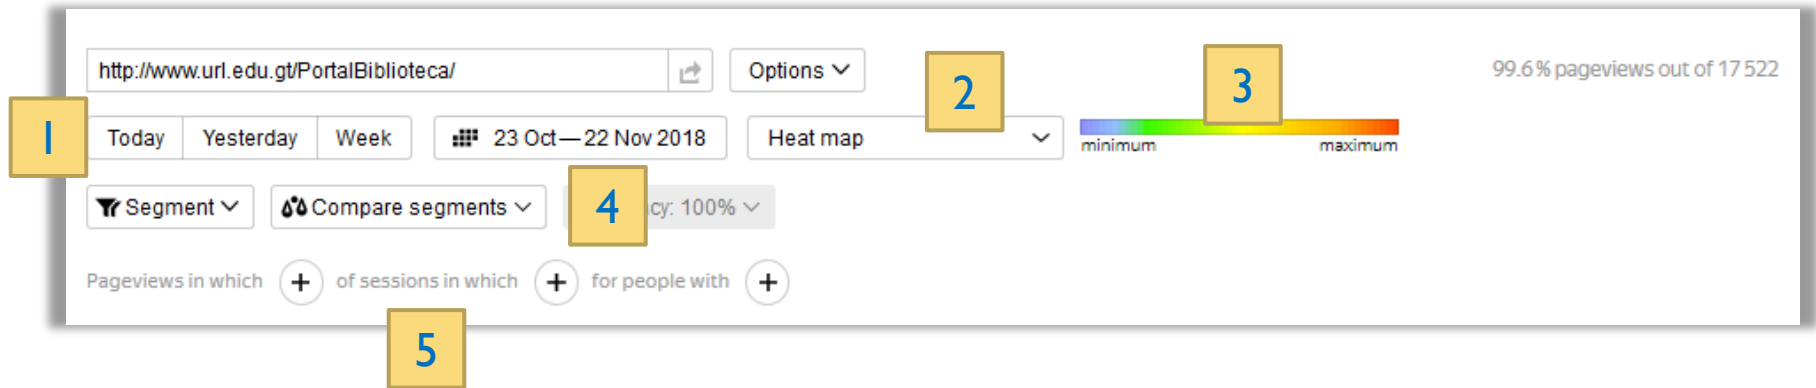 http://www.url.edu.gt/PortalBiblioteca/ Options 2 3 99.6% pageviews out of 17 522
1 Today Yesterday Week 23 Oct—22 Nov 2018 Heat map minimum maximum
Segment Compare segments 4 cy: 100%
Pageviews in which + of sessions in which + for people with +
5